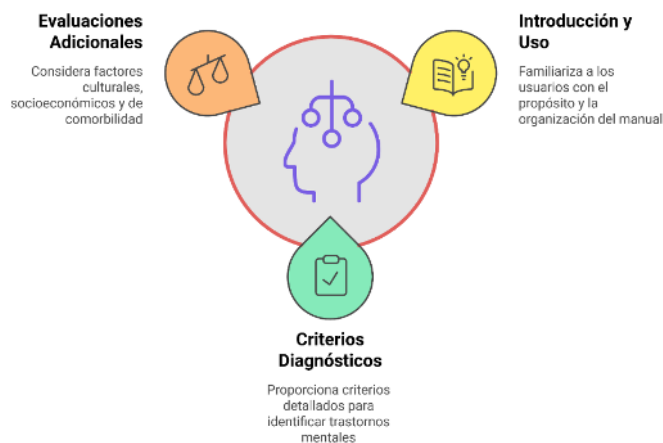 Evaluaciones
Adicionales
Considera factores
culturales,
socioeconómicos y de
comorbilidad
Introducción y
Uso
Familiariza a los
usuarios con el
propósito y la
organización del manual
Criterios
Diagnósticos
Proporciona criterios
detallados para
identificar trastornos
mentales